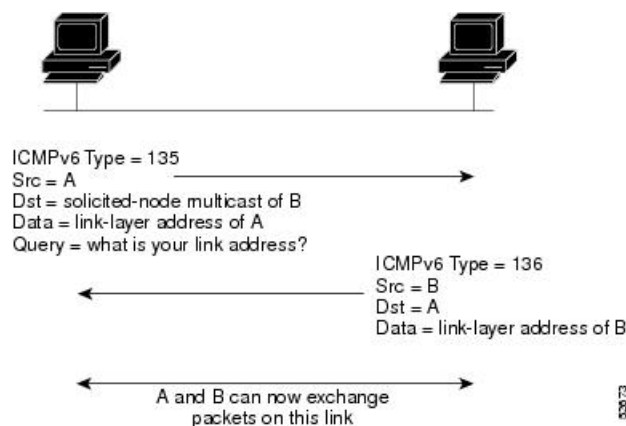 ICMPv6 Type = 135
Src = A
Dst = solicited-node multicast of B
Data = link-layer address of A
Query = what is your link address?
ICMPv6 Type = 136
Src = B
Dst = A
Data = link-layer address of B
A and B can now exchange
packets on this link
52673